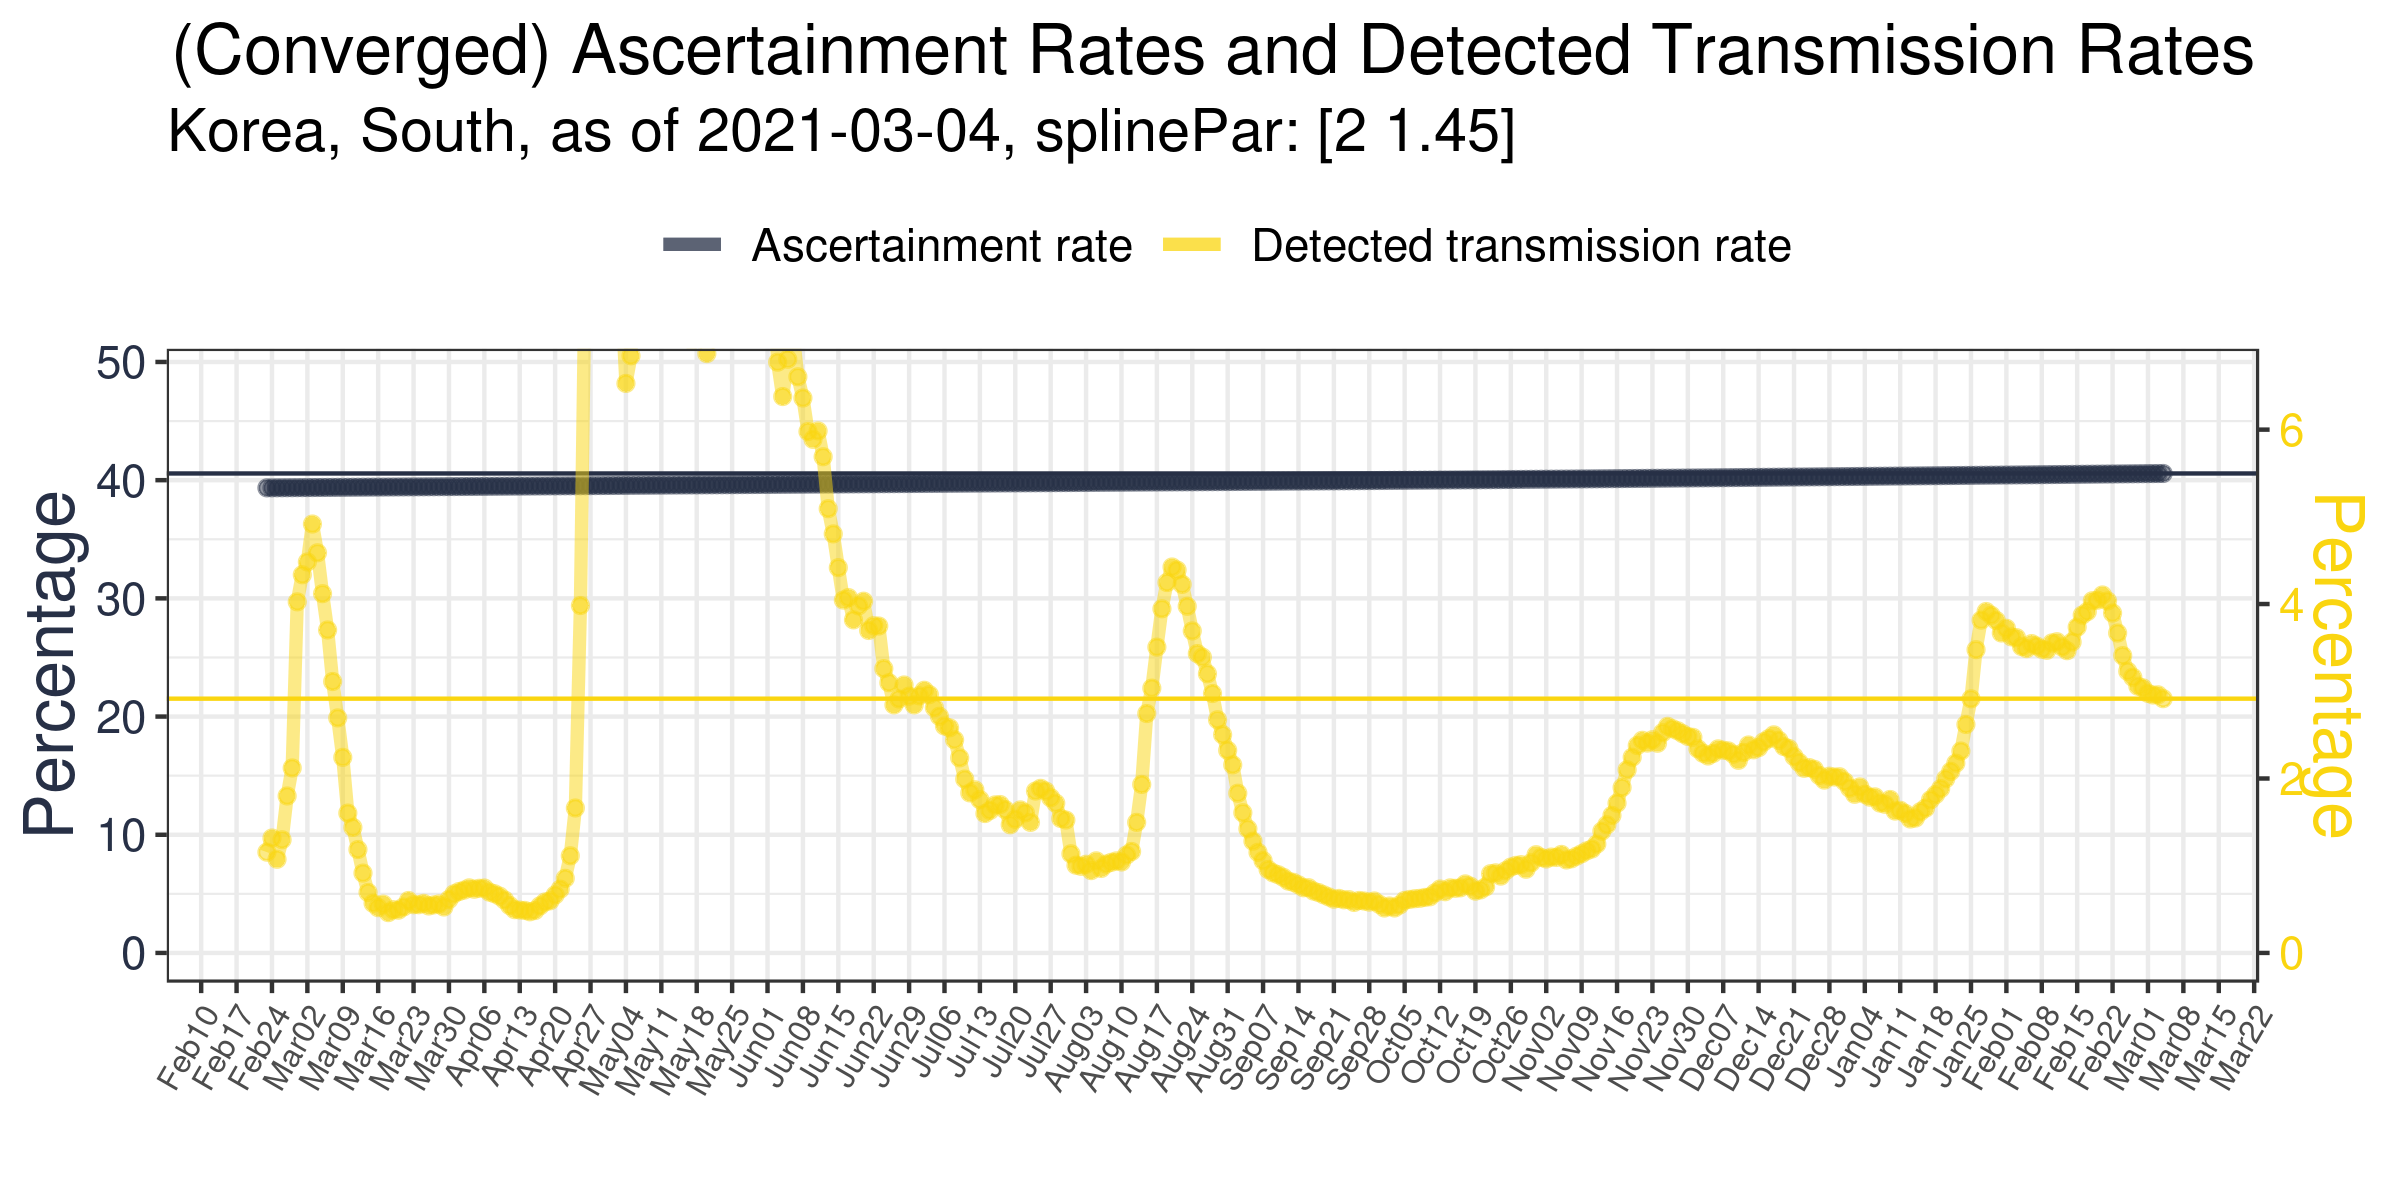 (Converged) Ascertainment Rates and Detected Transmission Rates
Korea, South, as of 2021-03-04, splinePar: [2 1.45]
Ascertainment rate Detected transmission rate
Percentage
50
40
30
20
10
0
6
4
2
0
Percentage
Feb10 Feb17 Feb24 Mar02 Mar09 Mar16 Mar23 Mar30 Apr06 Apr13 Apr20 Apr27 May04 May11 May18 May25 Jun01 Jun08 Jun15 Jun22 Jun29 Jul06 Jul13 Jul20 Jul27 Aug03 Aug10 Aug17 Aug24 Aug31 Sep07 Sep14 Sep21 Sep28 Oct05 Oct12 Oct19 Oct26 Nov02 Nov09 Nov16 Nov23 Nov30 Dec07 Dec14 Dec21 Dec28 Jan04 Jan11 Jan18 Jan25 Feb01 Feb08 Feb15 Feb22 Mar01 Mar08 Mar15 Mar22